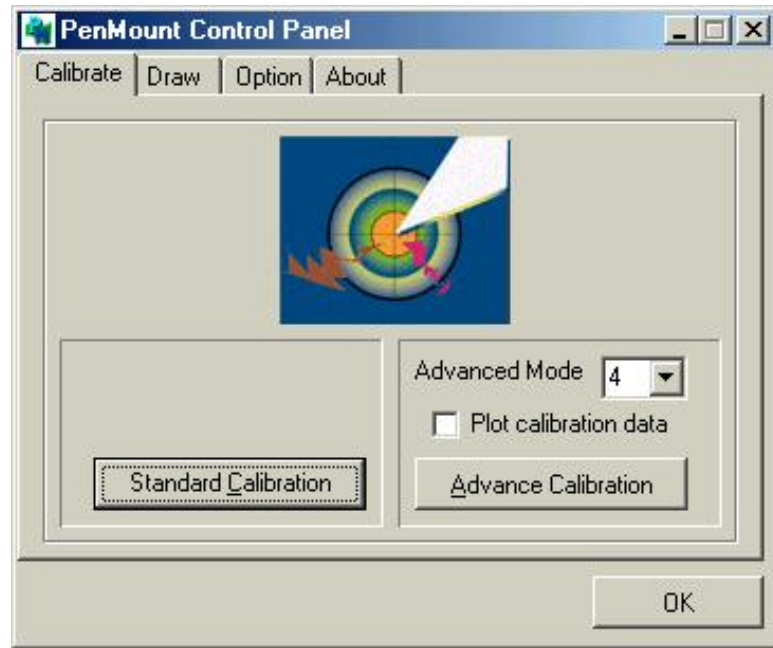 PenMount Control Panel
Calibrate Draw Option About
Advanced Mode 4
Plot calibration data
Standard Calibration Advance Calibration
OK